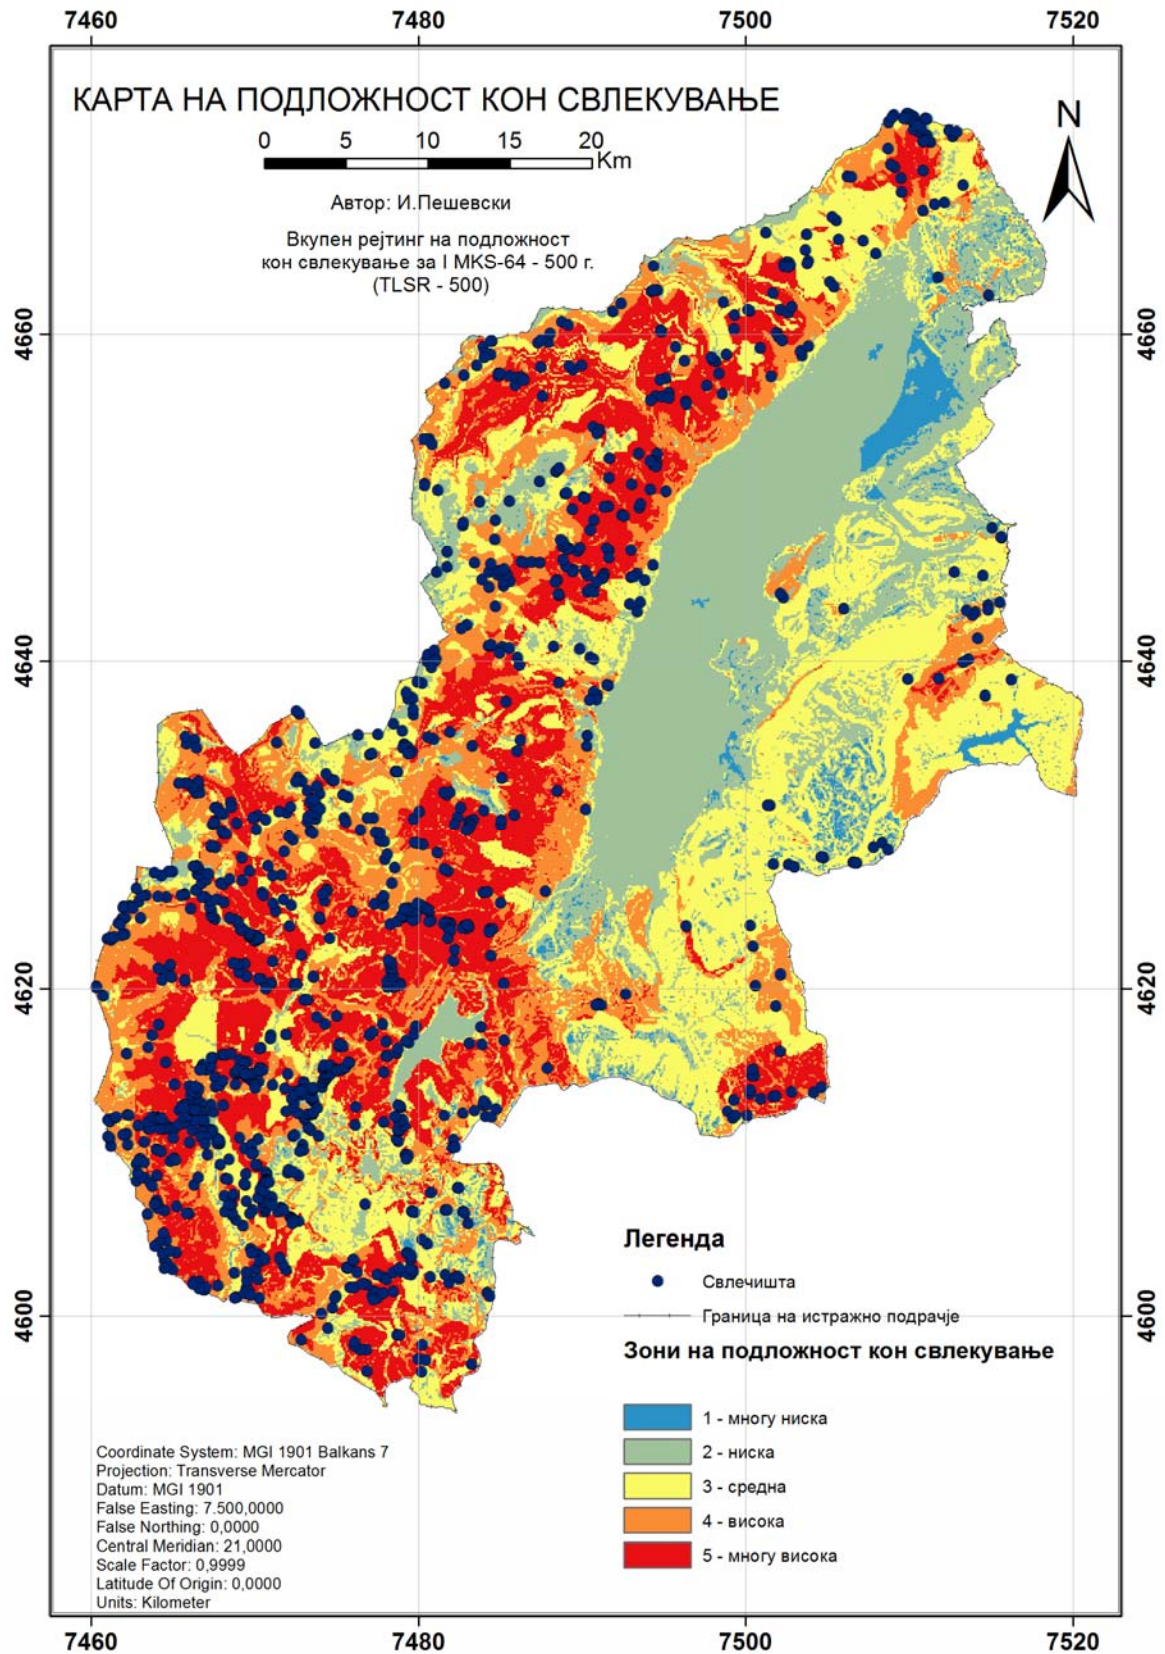 7460 7480 7500 7520
КАРТА НА ПОДЛОЖНОСТ КОН СВЛЕКУВАЊЕ
0 5 10 15 20
Km
N
Автор: И.Пешевски
Вкупен рејтинг на подложност
кон свлекување за I MKS-64 - 500 г.
(TLSR - 500)
4660 4660
4640 4640
4620 4620
4600 4600
Легенда
Свлечишта
Граница на истражно подрачје
Зони на подложност кон свлекување
1 - многу ниска
2 - ниска
3 - средна
4 - висока
5 - многу висока
Coordinate System: MGI 1901 Balkans 7
Projection: Transverse Mercator
Datum: MGI 1901
False Easting: 7.500,0000
False Northing: 0,0000
Central Meridian: 21,0000
Scale Factor: 0,9999
Latitude Of Origin: 0,0000
Units: Kilometer
7460 7480 7500 7520